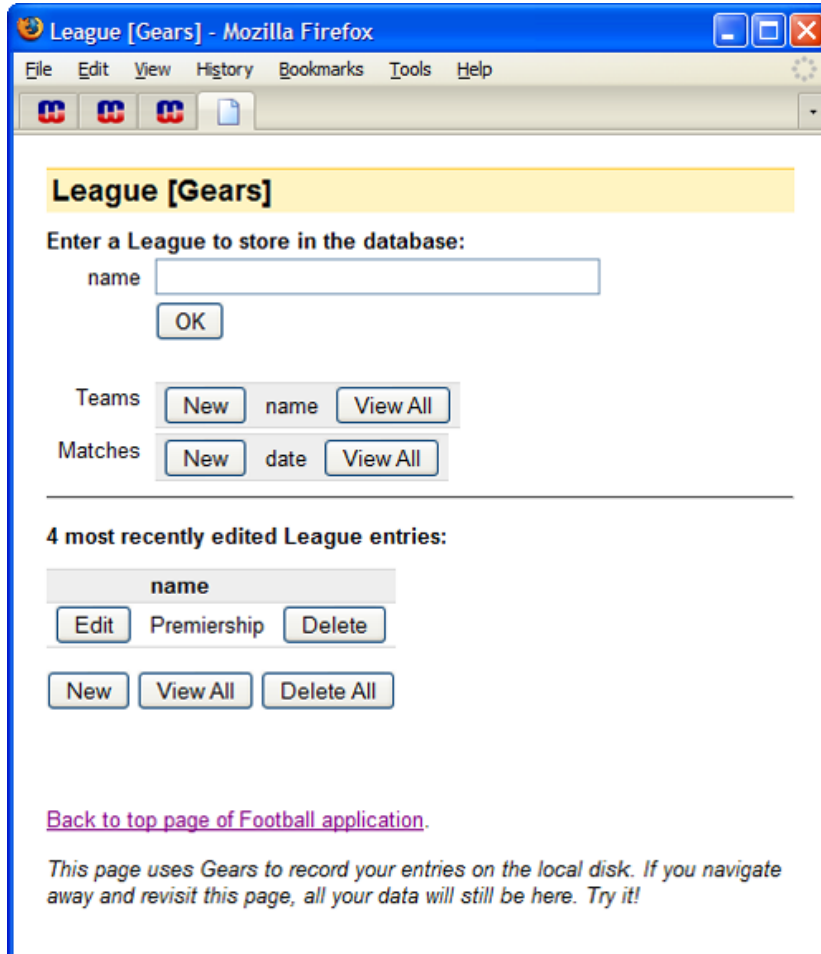 League [Gears] - Mozilla Firefox
File Edit View History Bookmarks Tools Help
League [Gears]
Enter a League to store in the database:
name
OK
Teams New name View All
Matches New date View All
4 most recently edited League entries:
name
Edit Premiership Delete
New View All Delete All
Back to top page of Football application.
This page uses Gears to record your entries on the local disk. If you navigate
away and revisit this page, all your data will still be here. Try it!